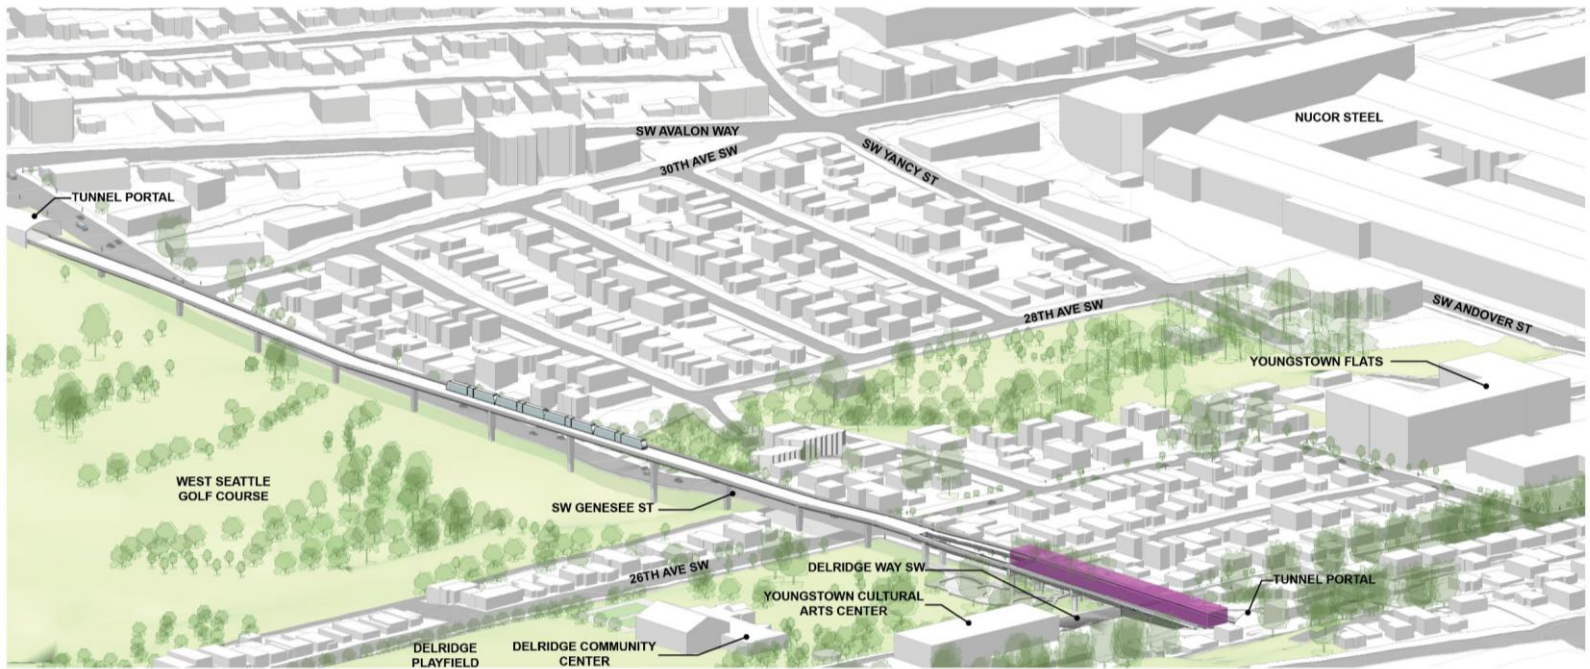 SW AVALON WAY
30TH AVE SW
SW YANCY ST
NUCOR STEEL
TUNNEL PORTAL
28TH AVE SW
SW ANDOVER ST
YOUNGSTOWN FLATS
WEST SEATTLE
GOLF COURSE
SW GENESEE ST
26TH AVE SW
DELRIDGE WAY SW
TUNNEL PORTAL
YOUNGSTOWN CULTURAL
ARTS CENTER
DELRIDGE
PLAYFIELD
DELRIDGE COMMUNITY
CENTER